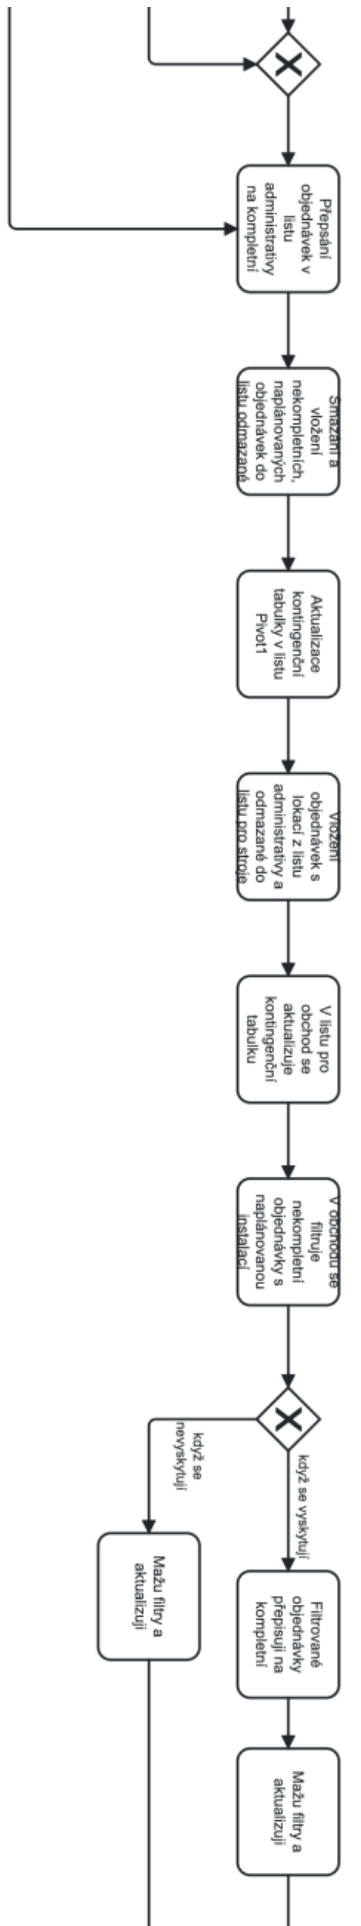 Přepsání
objednávek v
listu
administrativy
na kompletní
Smazání a
vložení
nekompletních,
naplánovaných
objednávek do
listu odmazané
Aktualizace
kontingenční
tabulky v listu
Pivot1
Vložení
objednávek s
lokací z listu
administrativy a
odmazané do
listu pro stroje
V listu pro
obchod se
aktualizuje
kontingenční
tabulku
V obchodu se
filtruje
nekompletní
objednávky s
naplánovanou
instalací
když se vyskytují
když se
nevyskytují
Filtrované
objednávky
přepisuji na
kompletní
Mažu filtry a
aktualizuji
Mažu filtry a
aktualizuji